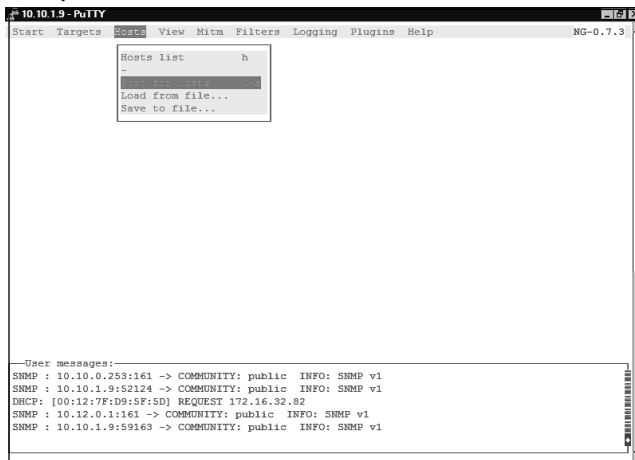 10.10.1.9 - PuTTY
Start Targets Hosts View Mitm Filters Logging Plugins Help NG-0.7.3
Hosts list h
-
Scan for hosts C-s
Load from file...
Save to file...
User messages:
SNMP : 10.10.0.253:161 -> COMMUNITY: public INFO: SNMP v1
SNMP : 10.10.1.9:52124 -> COMMUNITY: public INFO: SNMP v1
DHCP: [00:12:7F:D9:5F:5D] REQUEST 172.16.32.82
SNMP : 10.12.0.1:161 -> COMMUNITY: public INFO: SNMP v1
SNMP : 10.10.1.9:59163 -> COMMUNITY: public INFO: SNMP v1